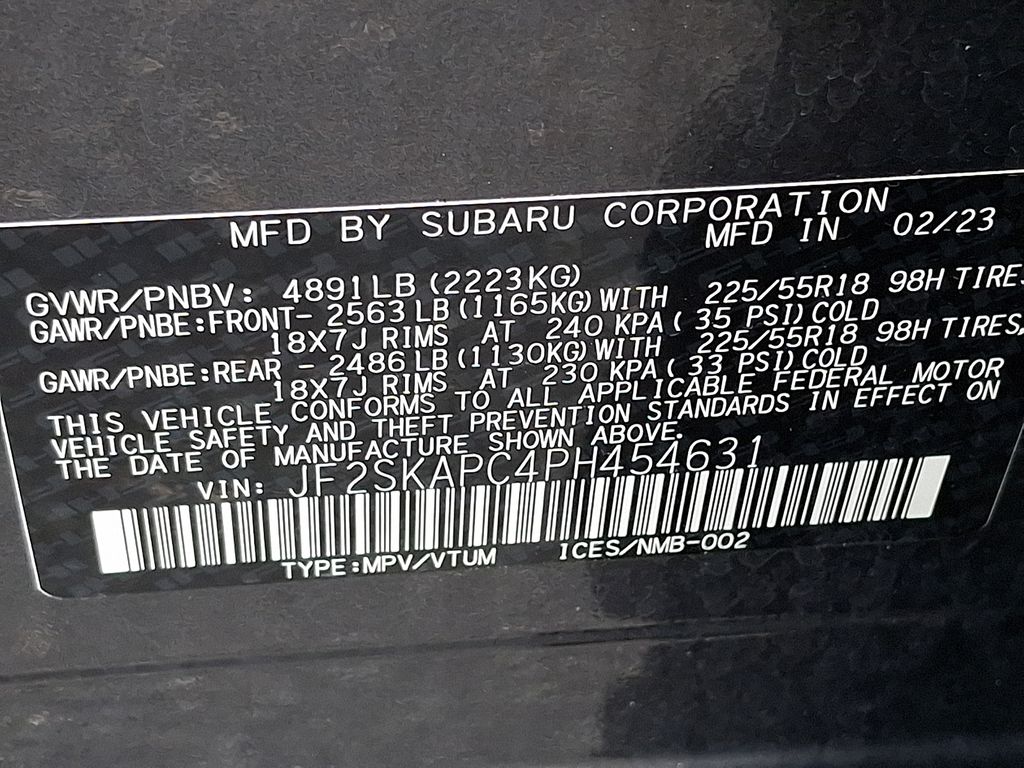 MFD BY SUBARU CORPORATION
MFD IN 02/23
GVWR/PNBV: 4891LB (2223KG)
GAWR/PNBE:FRONT- 2563LB (1165KG) WITH 225/55R18 98H TIRES
18X7J RIMS AT 240 KPA( 35 PSI) COLD
GAWR/PNBE:REAR - 2486LB (1130KG) WITH 225/55R18 98H TIRES,
18X7J RIMS AT 230 KPA( 33 PSI) COLD
THIS VEHICLE CONFORMS TO ALL APPLICABLE FEDERAL MOTOR
VEHICLE SAFETY AND THEFT PREVENTION STANDARDS IN EFFECT ON
THE DATE OF MANUFACTURE SHOWN ABOVE.
VIN: JF2SKAPC4PH454631
TYPE:MPV/VTUM ICES/NMB-002